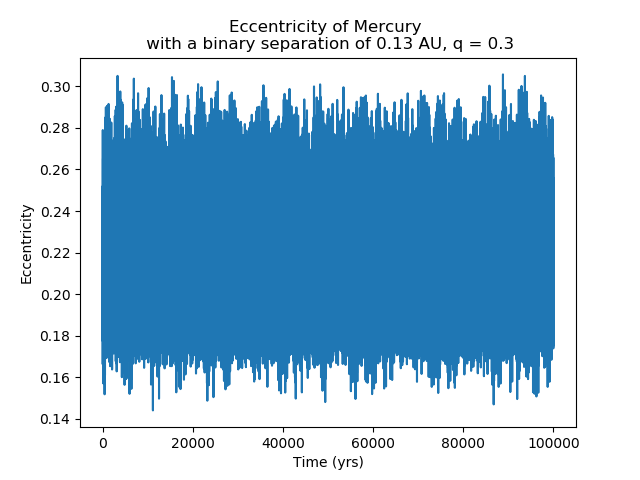 Eccentricity of Mercury
with a binary separation of 0.13 AU, q = 0.3
Eccentricity
0.30
0.28
0.26
0.24
0.22
0.20
0.18
0.16
0.14
0 20000 40000 60000 80000 100000
Time (yrs)